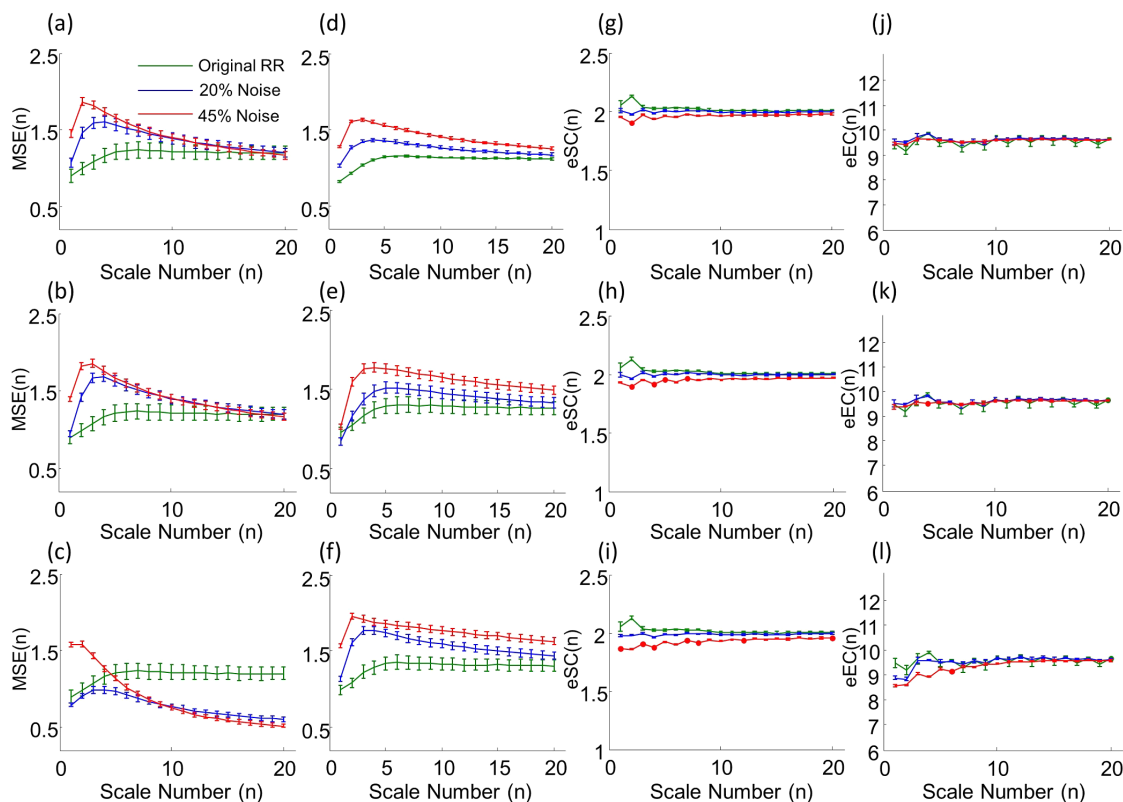 (a)
2.5
1.5
0.5
MSE(n)
Original RR
20% Noise
45% Noise
0
10
20
Scale Number (n)
(d)
2.5
1.5
0.5
0
5
10
15
20
Scale Number (n)
(g)
2.5
2
1.5
1
eSC(n)
0
10
20
Scale Number (n)
(j)
12
11
10
9
8
7
6
eEC(n)
0
10
20
Scale Number (n)
(b)
2.5
1.5
0.5
MSE(n)
0
10
20
Scale Number (n)
(e)
2.5
1.5
0.5
0
5
10
15
20
Scale Number (n)
(h)
2.5
2
1.5
1
eSC(n)
0
10
20
Scale Number (n)
(k)
12
11
10
9
8
7
6
eEC(n)
0
10
20
Scale Number (n)
(c)
2.5
1.5
0.5
MSE(n)
0
10
20
Scale Number (n)
(f)
2.5
1.5
0.5
0
5
10
15
20
Scale Number (n)
(i)
2.5
2
1.5
1
eSC(n)
0
10
20
Scale Number (n)
(l)
12
11
10
9
8
7
6
eEC(n)
0
10
20
Scale Number (n)